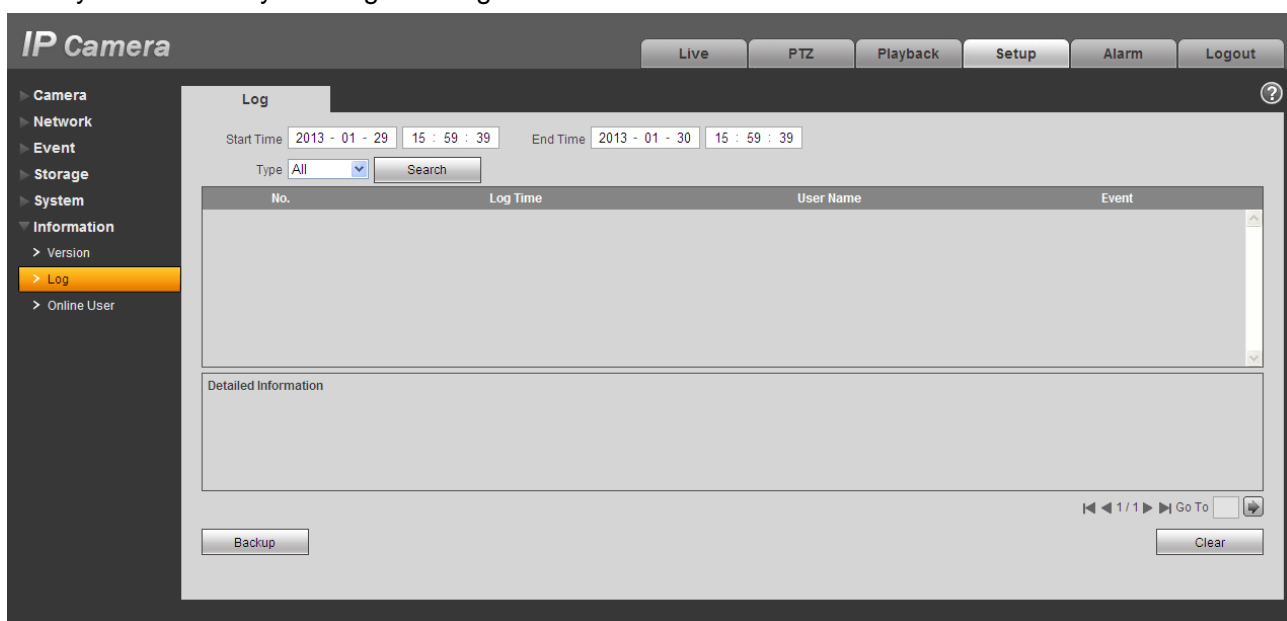 IP Camera
Live PTZ Playback Setup Alarm Logout
Camera
Network
Event
Storage
System
Information
> Version
> Log
> Online User
Log
?
Start Time 2013 - 01 - 29 15 : 59 : 39 End Time 2013 - 01 - 30 15 : 59 : 39
Type All Search
No. Log Time User Name Event
Detailed Information
1 / 1 Go To
Backup Clear